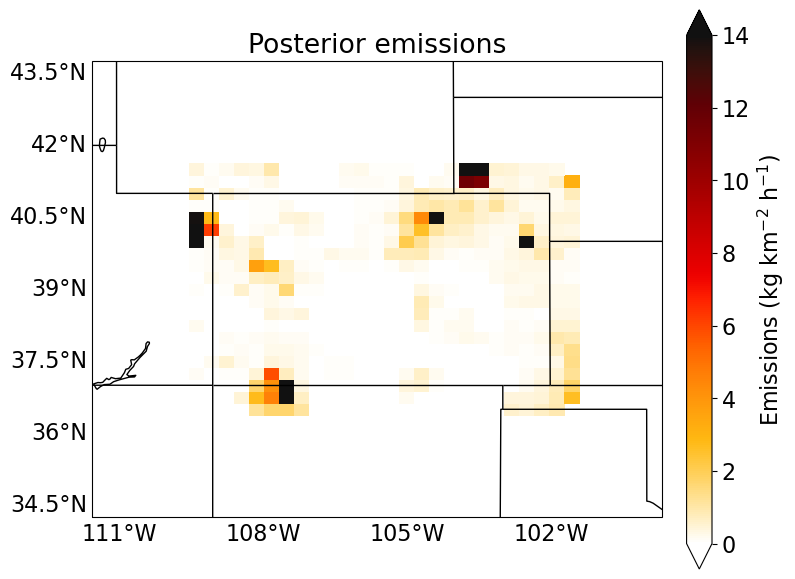 Posterior emissions
43.5°N
42°N
40.5°N
39°N
37.5°N
36°N
34.5°N
111°W 108°W 105°W 102°W
14
12
10
8
6
4
2
0
Emissions (kg km⁻² h⁻¹)